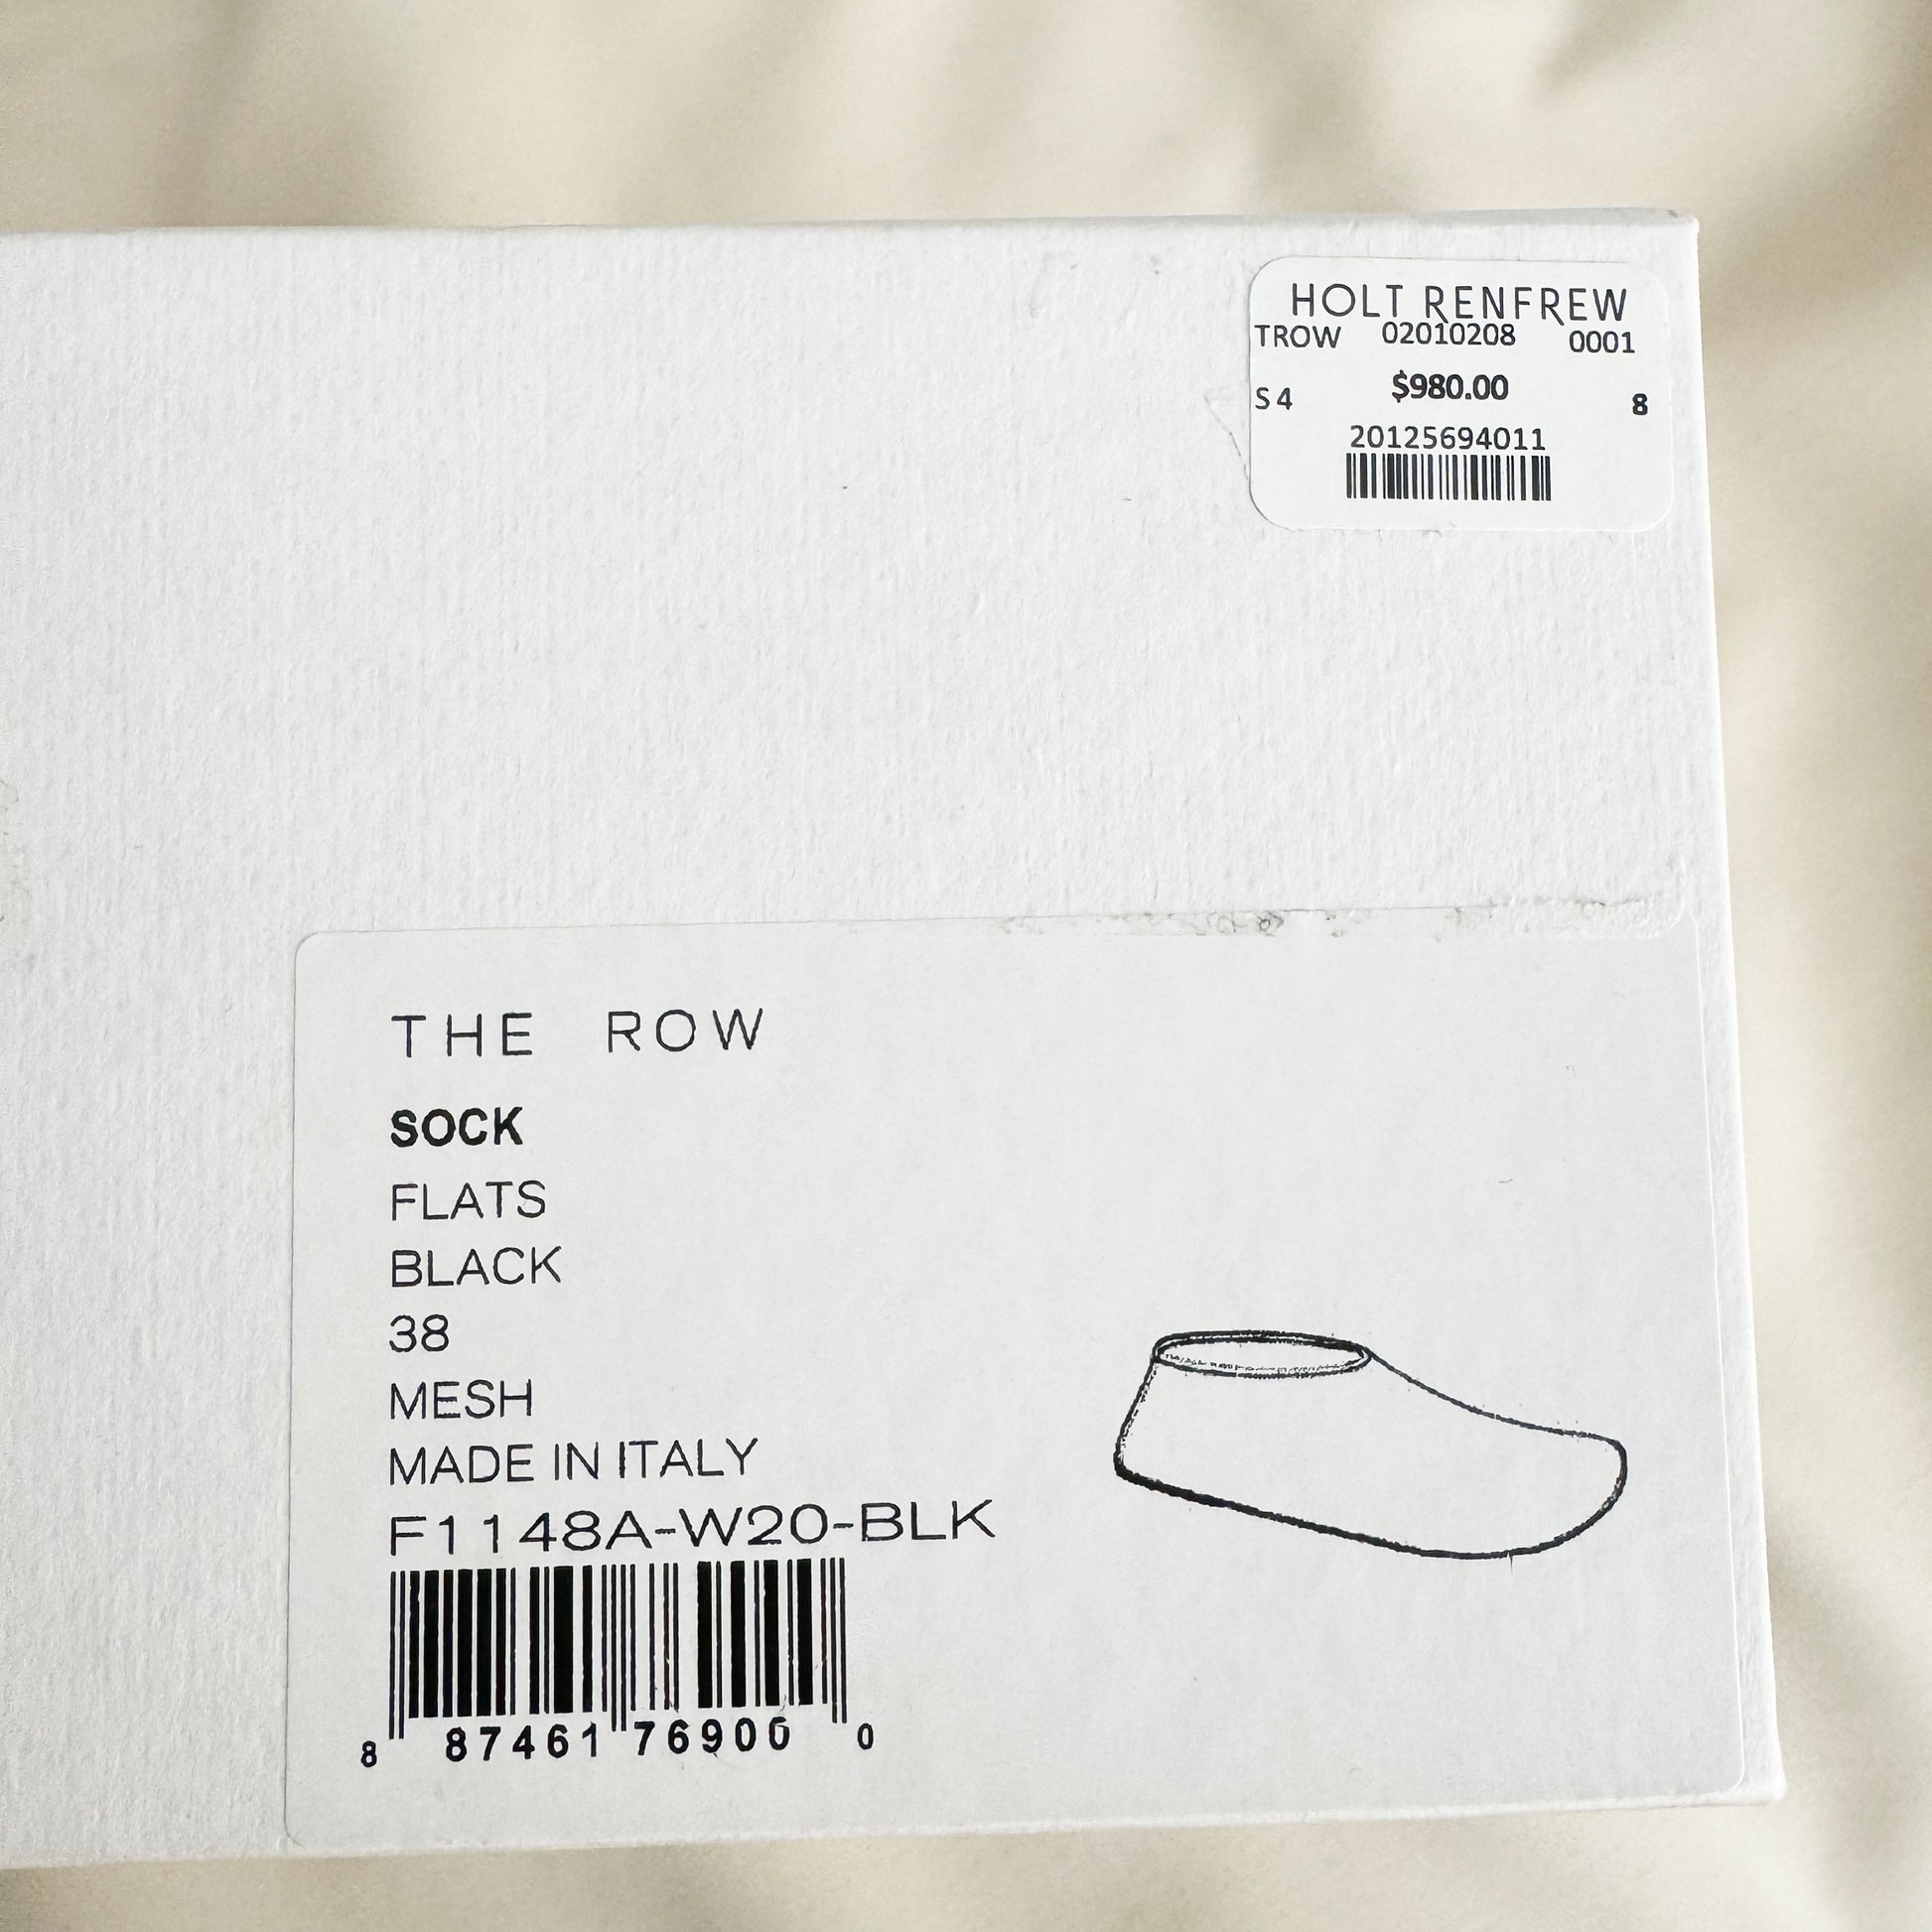 HOLT RENFREW
TROW 02010208 0001
S4 $980.00 8
20125694011
THE ROW
SOCK
FLATS
BLACK
38
MESH
MADE IN ITALY
F1148A-W20-BLK
8 87461 76900 0